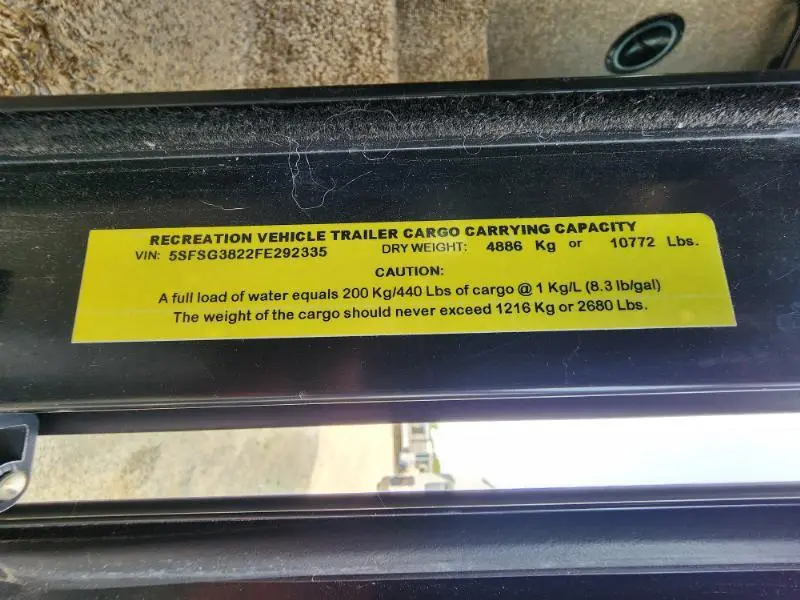 RECREATION VEHICLE TRAILER CARGO CARRYING CAPACITY
VIN: 5SFSG3822FE292335 DRY WEIGHT: 4886 Kg or 10772 Lbs.
CAUTION:
A full load of water equals 200 Kg/440 Lbs of cargo @ 1 Kg/L (8.3 lb/gal)
The weight of the cargo should never exceed 1216 Kg or 2680 Lbs.